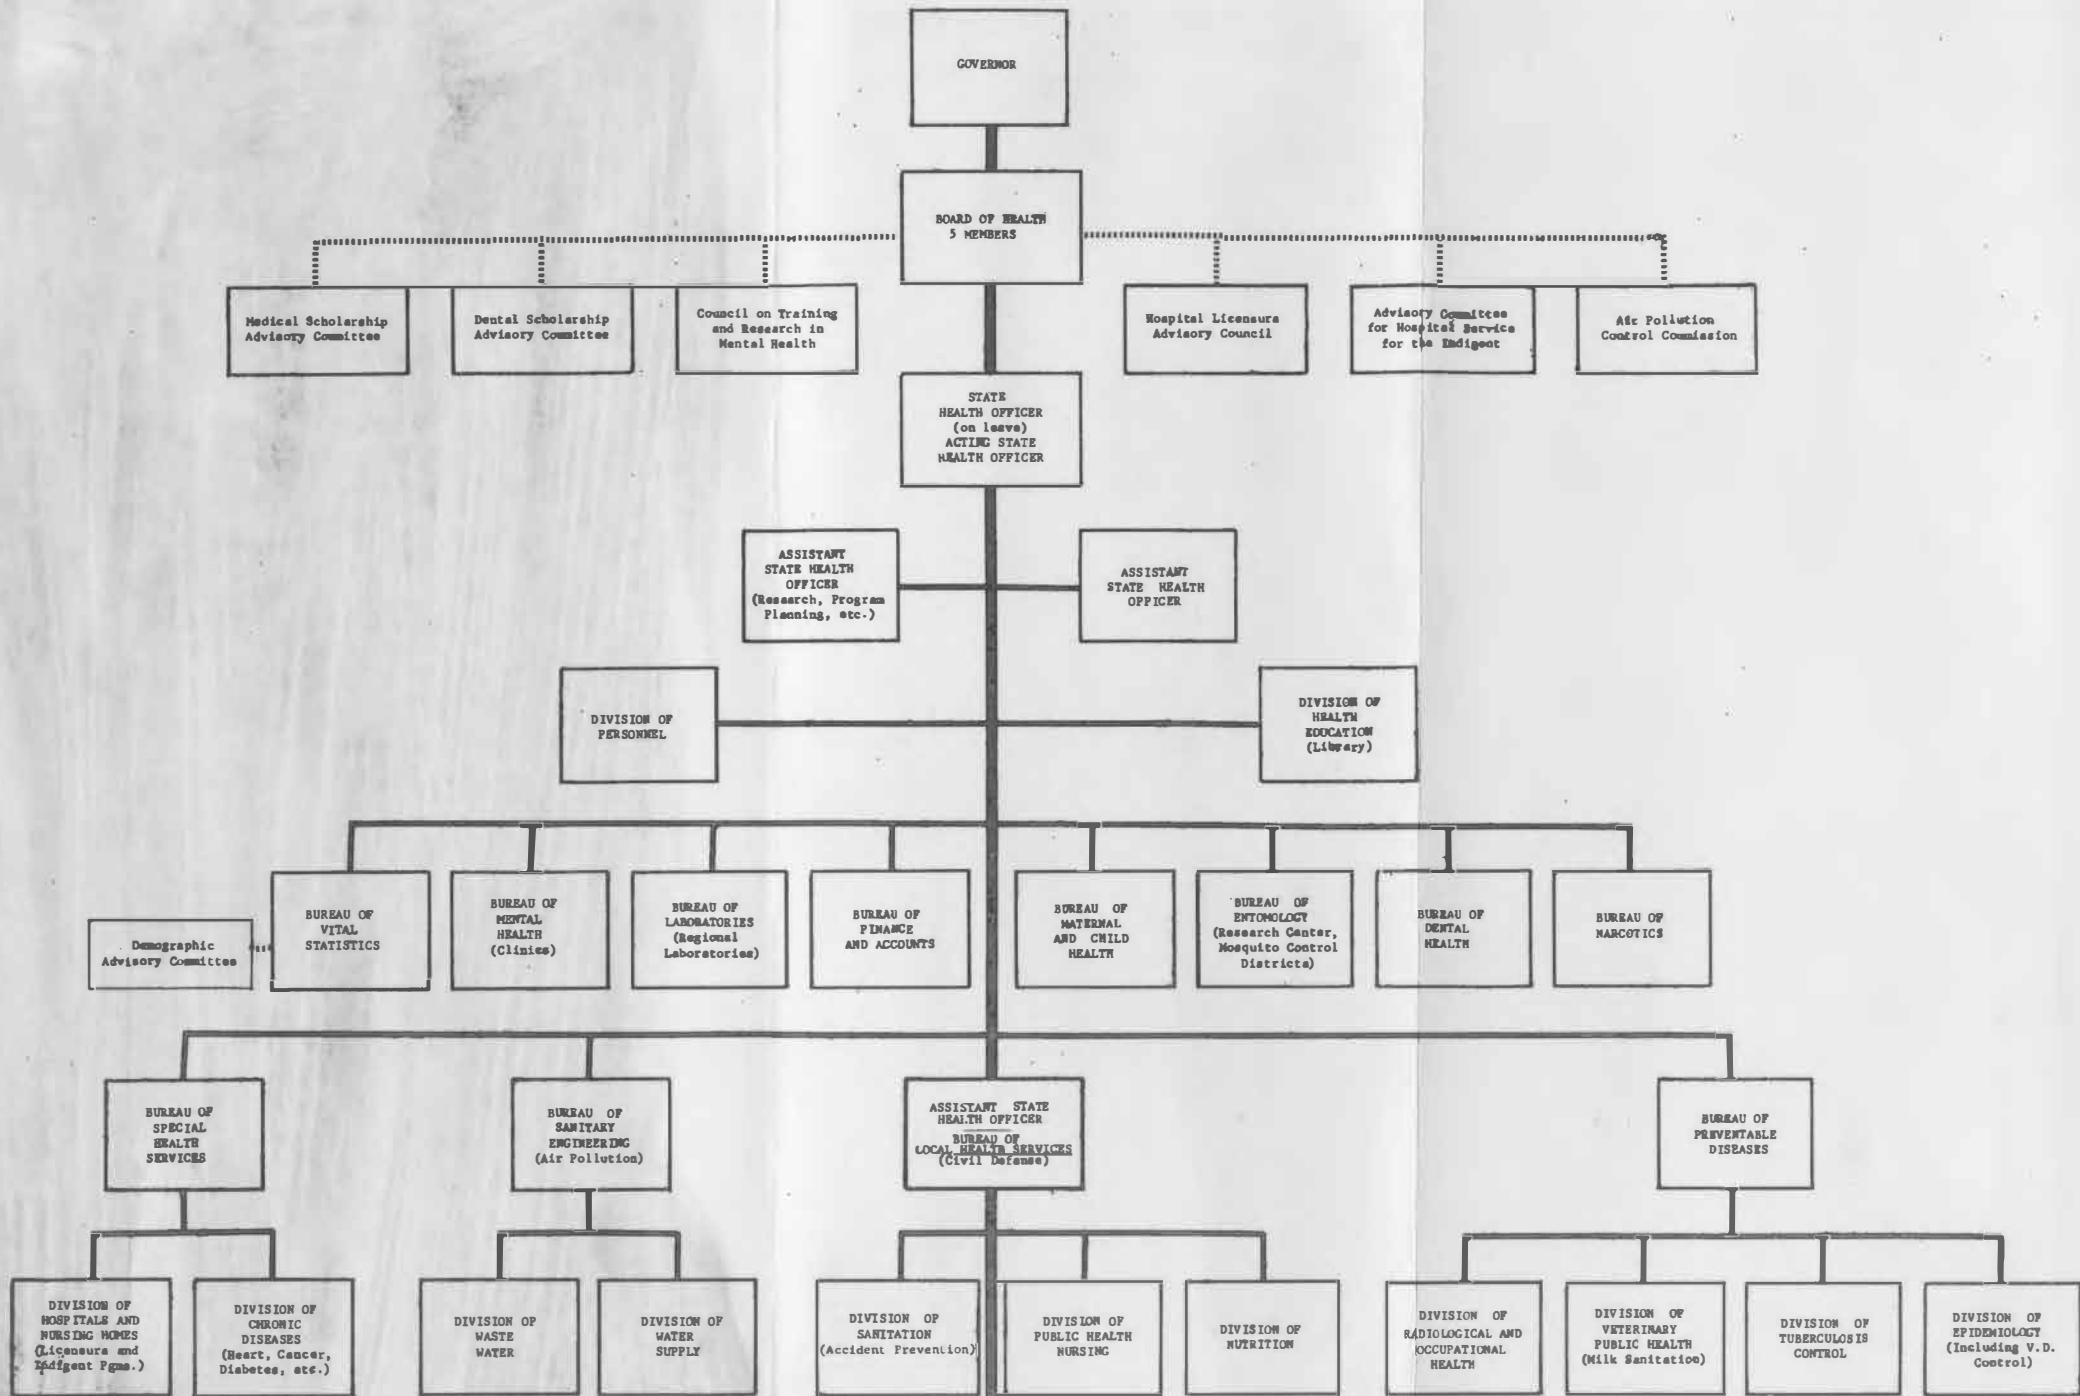 GOVERNOR
BOARD OF HEALTH
5 MEMBERS
Medical Scholarship
Advisory Committee
Dental Scholarship
Advisory Committee
Council on Training
and Research in
Mental Health
Hospital Licensure
Advisory Council
Advisory Committee
for Hospital Service
for the Indigent
Air Pollution
Control Commission
STATE
HEALTH OFFICER
(on leave)
ACTING STATE
HEALTH OFFICER
ASSISTANT
STATE HEALTH
OFFICER
(Research, Program
Planning, etc.)
ASSISTANT
STATE HEALTH
OFFICER
DIVISION OF
PERSONNEL
DIVISION OF
HEALTH
EDUCATION
(Library)
Demographic
Advisory Committee
BUREAU OF
VITAL
STATISTICS
BUREAU OF
MENTAL
HEALTH
(Clinics)
BUREAU OF
LABORATORIES
(Regional
Laboratories)
BUREAU OF
FINANCE
AND ACCOUNTS
BUREAU OF
MATERNAL
AND CHILD
HEALTH
BUREAU OF
ENTOMOLOGY
(Research Center,
Mosquito Control
Districts)
BUREAU OF
DENTAL
HEALTH
BUREAU OF
NARCOTICS
BUREAU OF
SPECIAL
HEALTH
SERVICES
BUREAU OF
SANITARY
ENGINEERING
(Air Pollution)
ASSISTANT STATE
HEALTH OFFICER
BUREAU OF
LOCAL HEALTH SERVICES
(Civil Defense)
BUREAU OF
PREVENTABLE
DISEASES
DIVISION OF
HOSPITALS AND
NURSING HOMES
(Licensure and
Indigent Pgms.)
DIVISION OF
CHRONIC
DISEASES
(Heart, Cancer,
Diabetes, etc.)
DIVISION OF
WASTE
WATER
DIVISION OF
WATER
SUPPLY
DIVISION OF
SANITATION
(Accident Prevention)
DIVISION OF
PUBLIC HEALTH
NURSING
DIVISION OF
NUTRITION
DIVISION OF
RADIOLOGICAL AND
OCCUPATIONAL
HEALTH
DIVISION OF
VETERINARY
PUBLIC HEALTH
(Milk Sanitation)
DIVISION OF
TUBERCULOSIS
CONTROL
DIVISION OF
EPIDEMIOLOGY
(Including V.D.
Control)